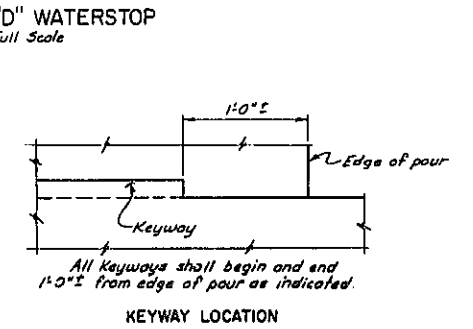 "D" WATERSTOP
Full Scale
1'-0"±
Edge of pour
Keyway
All Keyways shall begin and end
1'-0"± from edge of pour as indicated.
KEYWAY LOCATION